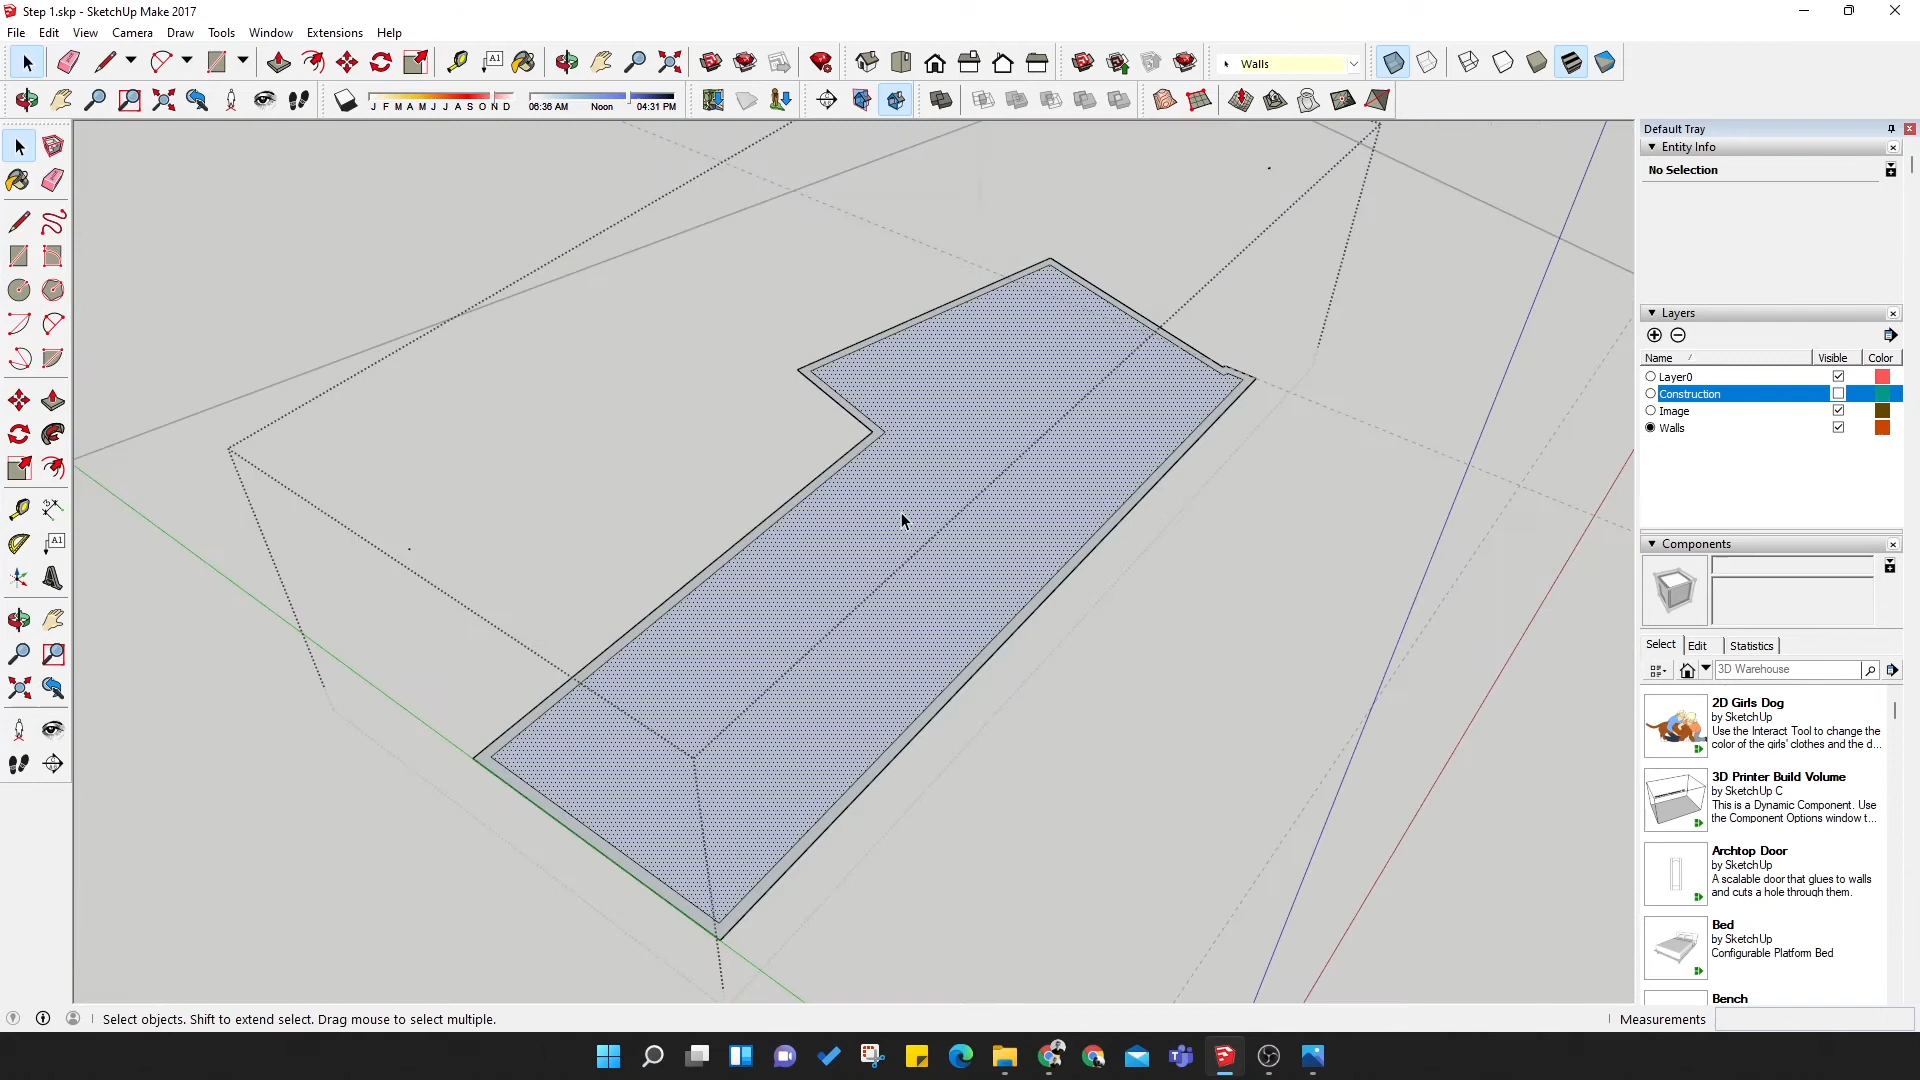 Step 1.skp - SketchUp Make 2017
File Edit View Camera Draw Tools Window Extensions Help
A1
Walls
J F M A M J J A S O N D
06:36 AM Noon 04:31 PM
Default Tray
Entity Info
No Selection
Layers
Name Visible Color
Layer0
Construction
Image
Walls
A1
Components
Select Edit Statistics
3D Warehouse
2D Girls Dog
by SketchUp
Use the Interact Tool to change the
color of the girls' clothes and the d...
3D Printer Build Volume
by SketchUp C
This is a Dynamic Component. Use
the Component Options window t...
Archtop Door
by SketchUp
A scalable door that glues to walls
and cuts a hole through them.
Bed
by SketchUp
Configurable Platform Bed
Bench
Select objects. Shift to extend select. Drag mouse to select multiple.
Measurements